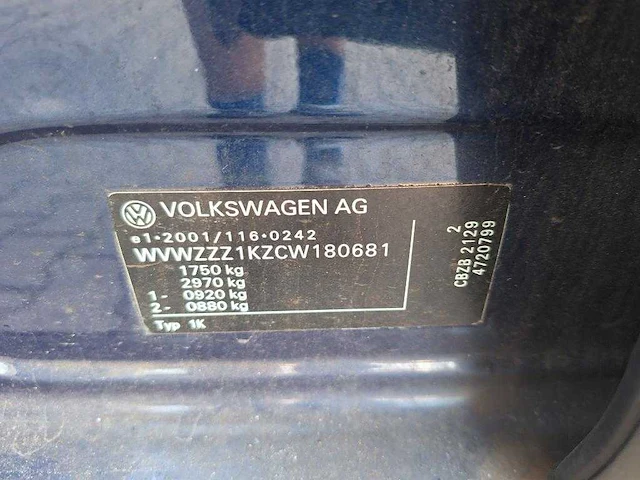 VOLKSWAGEN AG
e1*2001/116*0242
WVWZZZ1KZCW180681
1750 kg
2970 kg
1- 0920 kg
2- 0880 kg
Typ 1K
2
CBZB 2129
4720799